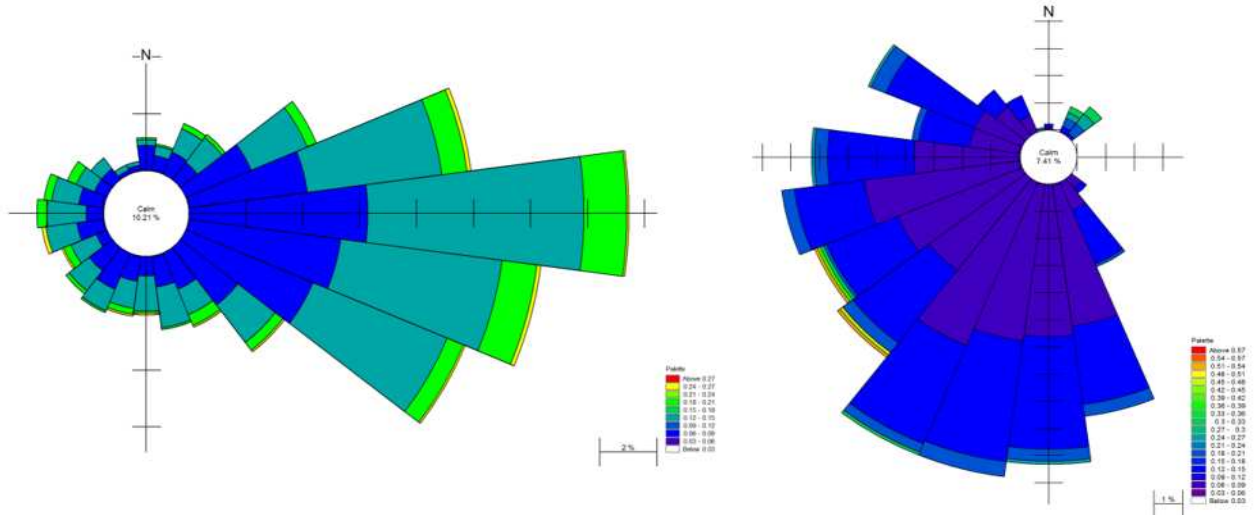 N
Calm
10.21 %
Palette
Above 0.27
0.24 - 0.27
0.21 - 0.24
0.18 - 0.21
0.15 - 0.18
0.12 - 0.15
0.09 - 0.12
0.06 - 0.09
0.03 - 0.06
Below 0.03
2 %
N
Calm
7.41 %
Palette
Above 0.57
0.54 - 0.57
0.51 - 0.54
0.48 - 0.51
0.45 - 0.48
0.42 - 0.45
0.39 - 0.42
0.36 - 0.39
0.33 - 0.36
0.3 - 0.33
0.27 - 0.3
0.24 - 0.27
0.21 - 0.24
0.18 - 0.21
0.15 - 0.18
0.12 - 0.15
0.09 - 0.12
0.06 - 0.09
0.03 - 0.06
Below 0.03
1 %